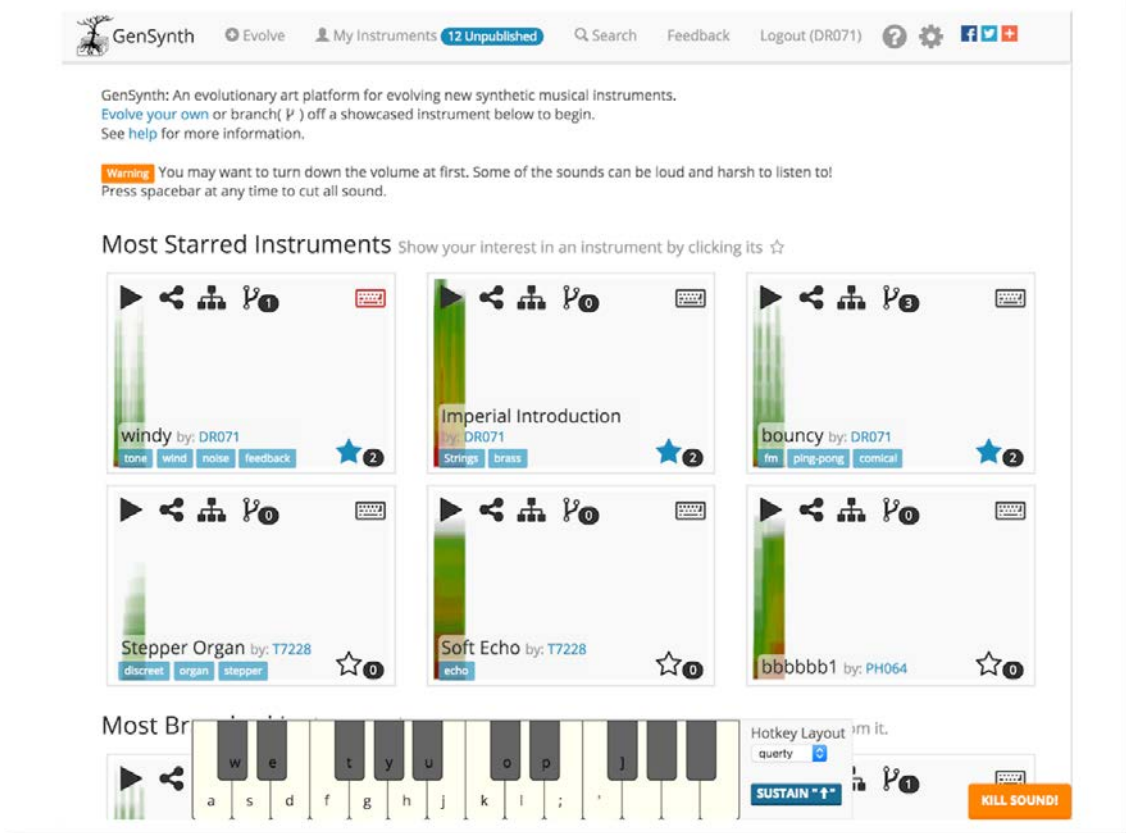 GenSynth Evolve My Instruments 12 Unpublished Search Feedback Logout (DR071)
GenSynth: An evolutionary art platform for evolving new synthetic musical instruments.
Evolve your own or branch( ) off a showcased instrument below to begin.
See help for more information.
Warning You may want to turn down the volume at first. Some of the sounds can be loud and harsh to listen to!
Press spacebar at any time to cut all sound.
Most Starred Instruments Show your interest in an instrument by clicking its
1
windy by: DR071
tone wind noise feedback
2
0
Imperial Introduction
by: DR071
Strings brass
2
3
bouncy by: DR071
fm ping-pong comical
2
0
Stepper Organ by: T7228
discreet organ stepper
0
0
Soft Echo by: T7228
echo
0
0
bbbbbb1 by: PH064
0
Most Br
m it.
w e t y u o p ]
a s d f g h j k l ; '
Hotkey Layout
querty
SUSTAIN "↑"
1
KILL SOUND!